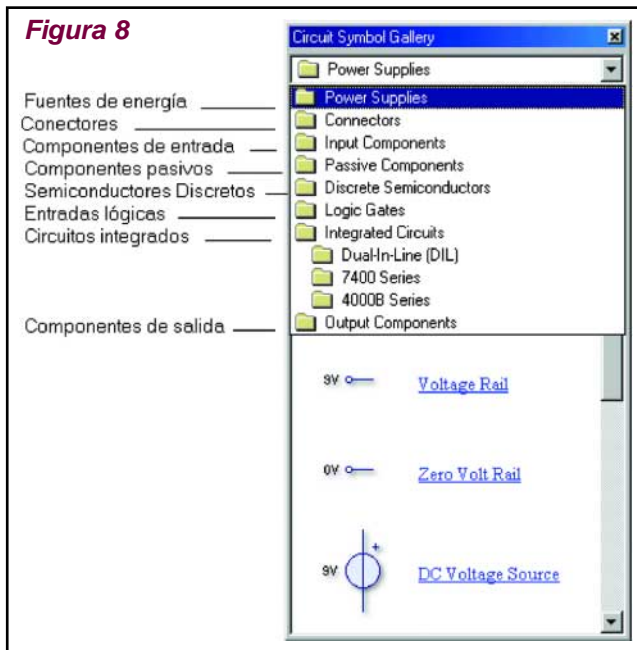 Figura 8
Circuit Symbol Gallery
Power Supplies
Fuentes de energía
Conectores
Componentes de entrada
Componentes pasivos
Semiconductores Discretos
Entradas lógicas
Circuitos integrados
Componentes de salida
Power Supplies
Connectors
Input Components
Passive Components
Discrete Semiconductors
Logic Gates
Integrated Circuits
Dual-In-Line (DIL)
7400 Series
4000B Series
Output Components
9V Voltage Rail
0V Zero Volt Rail
9V + DC Voltage Source